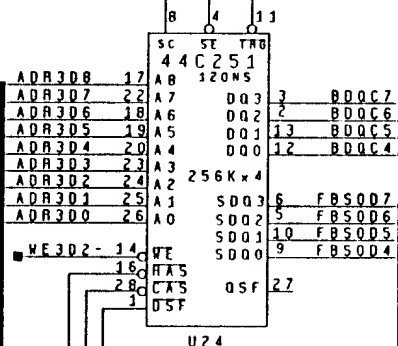 8 4 11
SC SE TRG
44C251
120NS
ADR3D8 17 A8
ADR3D7 22 A7 DQ3 3 BDQC7
ADR3D6 18 A6 DQ2 2 BDQC6
ADR3D5 19 A5 DQ1 13 BDQC5
ADR3D4 20 A4 DQ0 12 BDQC4
ADR3D3 23 A3
ADR3D2 24 A2 256Kx4
ADR3D1 25 A1 SDQ3 6 FBSOD7
ADR3D0 26 A0 SDQ2 5 FBSOD6
SDQ1 10 FBSOD5
WE3D2- 14 WE SDQ0 9 FBSOD4
16 RAS
28 CAS QSF 27
1 DSF
U24